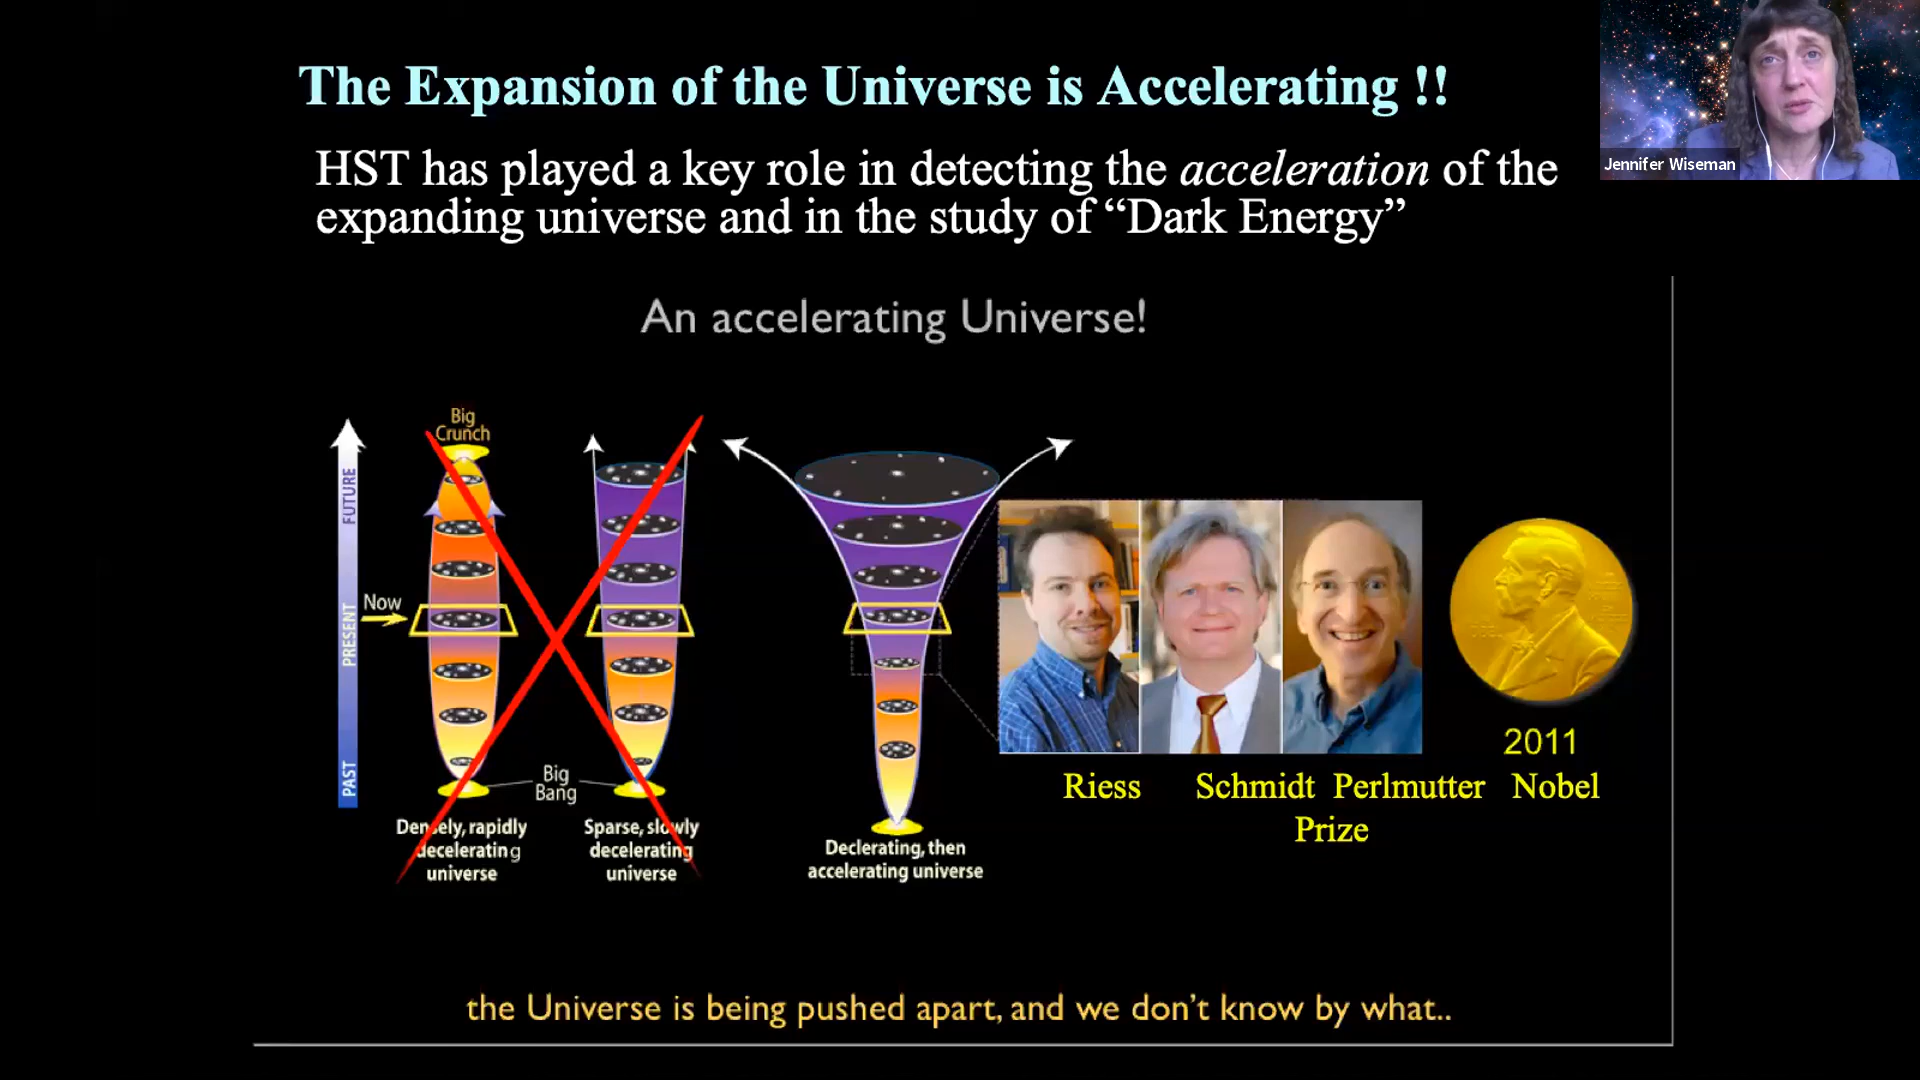 The Expansion of the Universe is Accelerating !!
Jennifer Wiseman
HST has played a key role in detecting the acceleration of the
expanding universe and in the study of “Dark Energy”
An accelerating Universe!
Big
Crunch
FUTURE
Now
PRESENT
PAST
Big
Bang
Densely, rapidly
decelerating
universe
Sparse, slowly
decelerating
universe
Declerating, then
accelerating universe
2011
Riess Schmidt Perlmutter Nobel
Prize
the Universe is being pushed apart, and we don’t know by what..